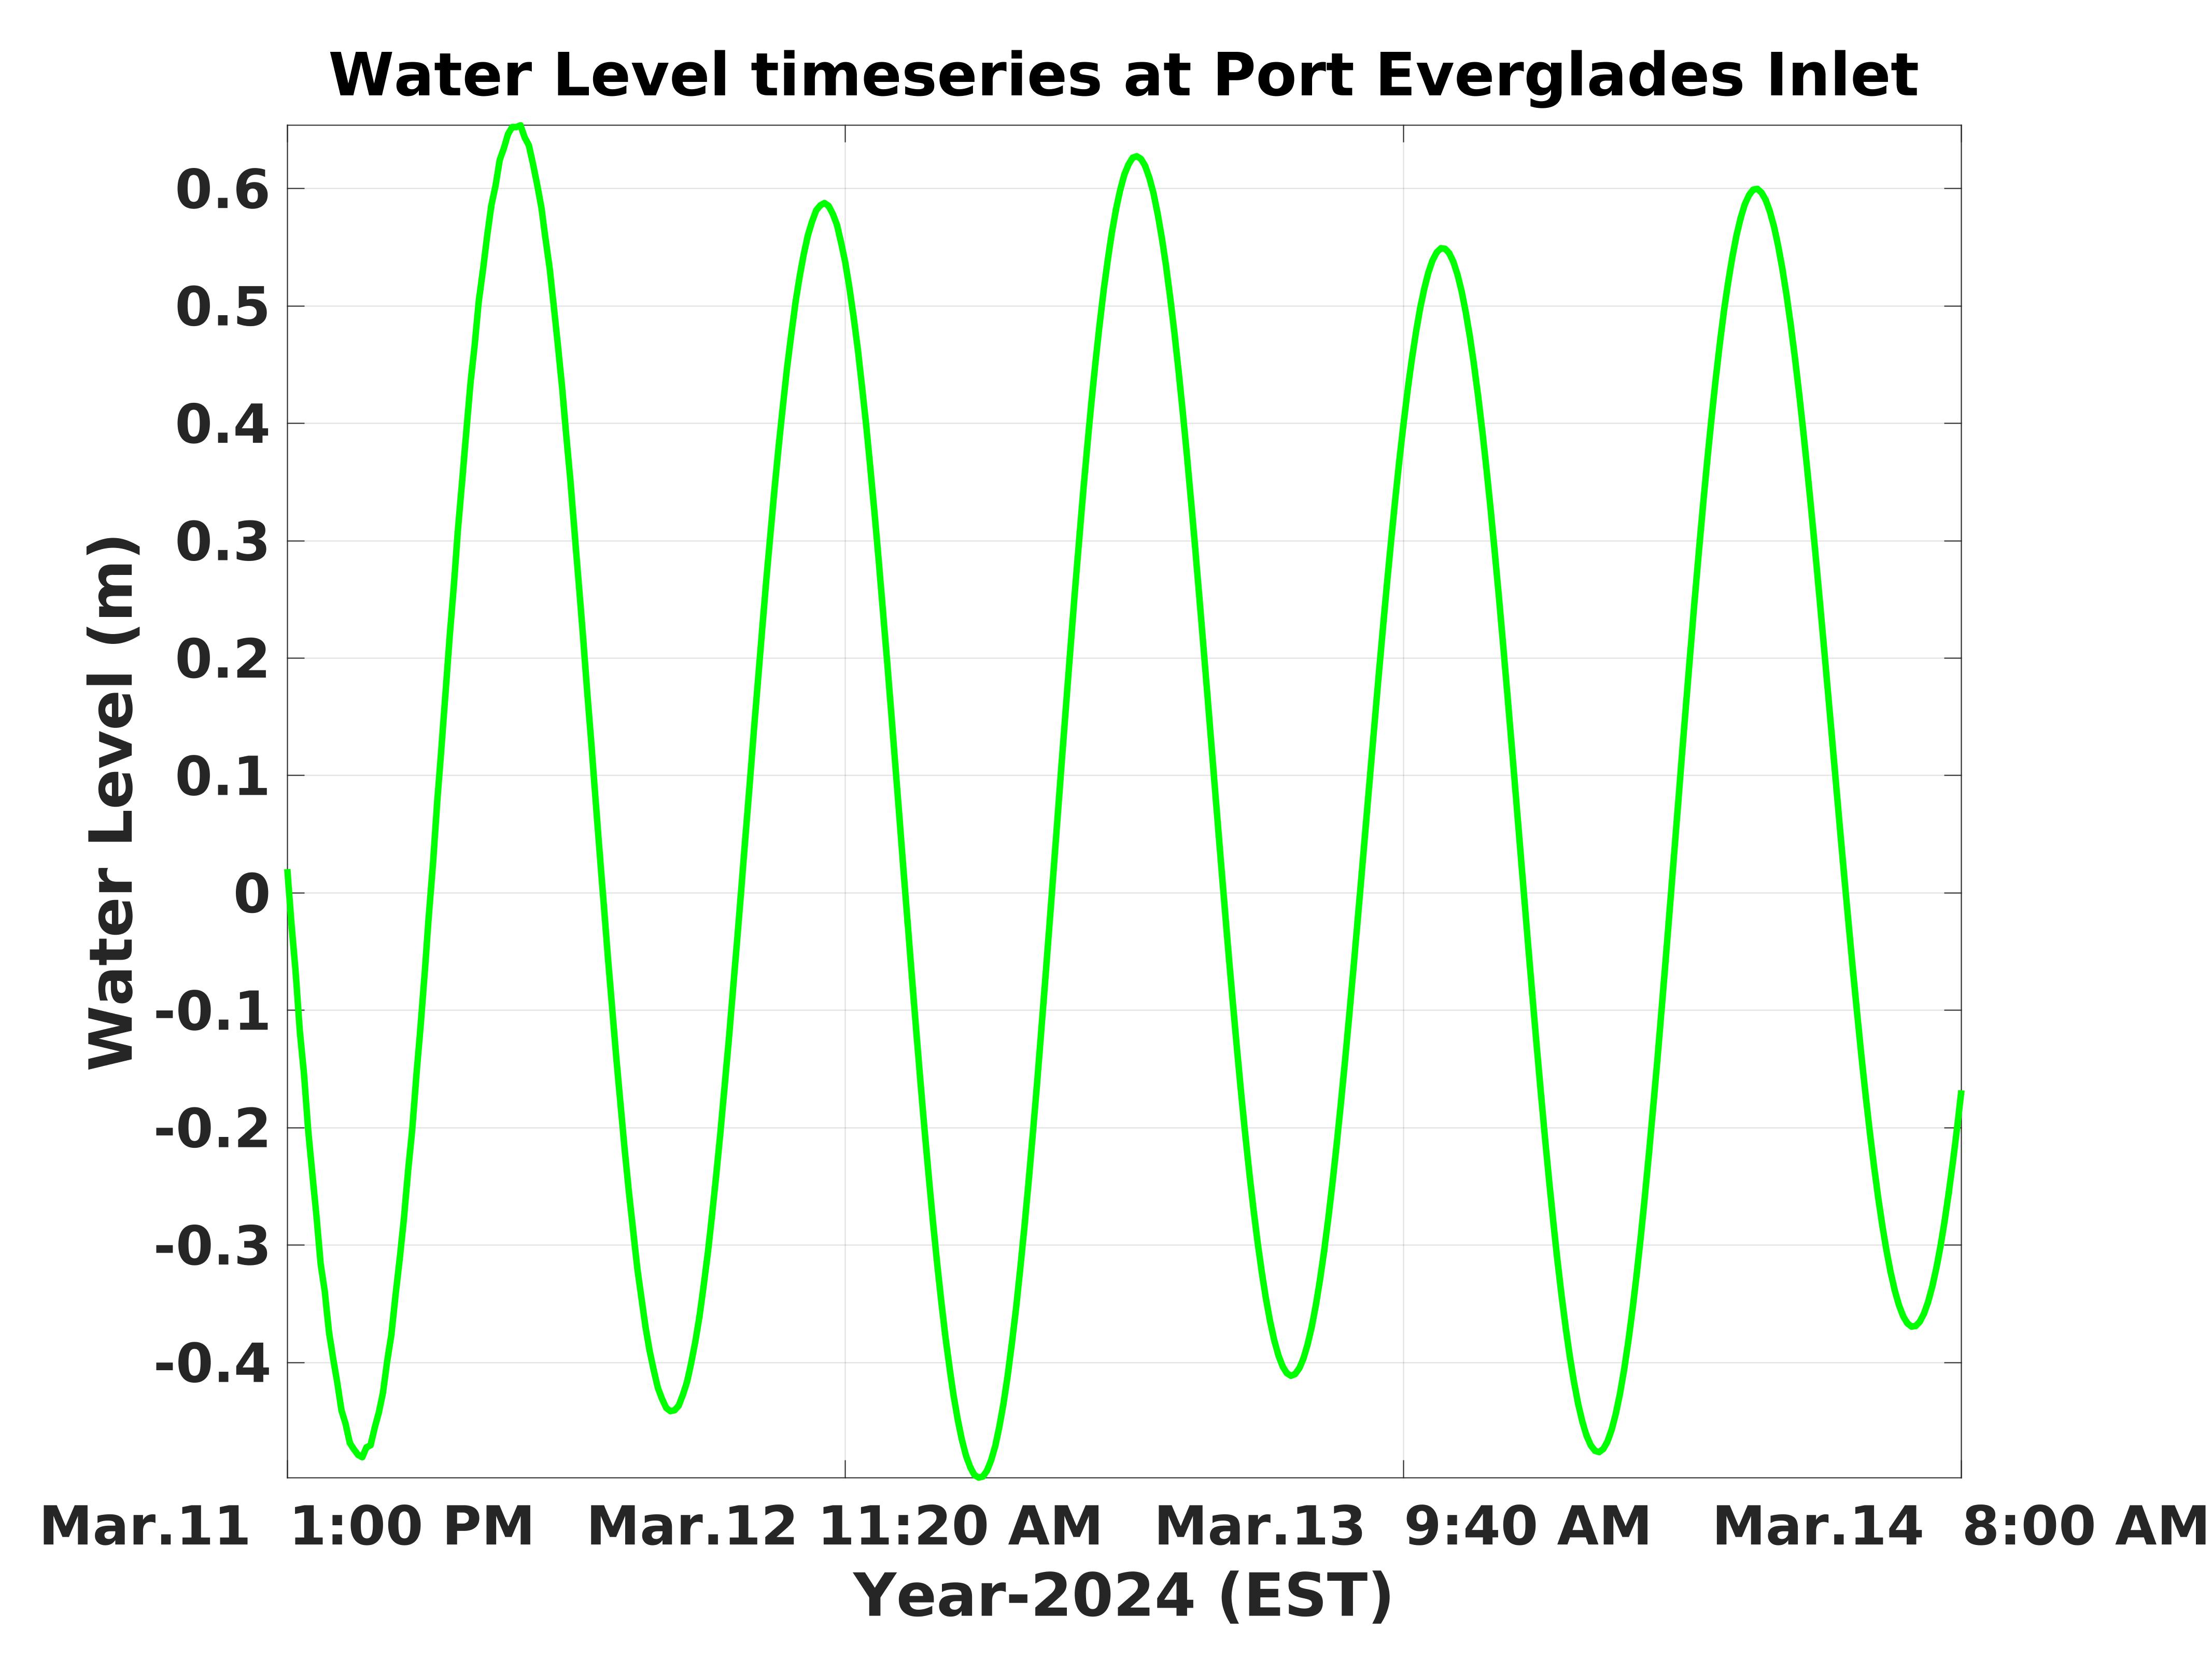 Water Level timeseries at Port Everglades Inlet
0.6
0.5
0.4
0.3
0.2
0.1
0
-0.1
-0.2
-0.3
-0.4
Water Level (m)
Mar.11 1:00 PM Mar.12 11:20 AM Mar.13 9:40 AM Mar.14 8:00 AM
Year-2024 (EST)